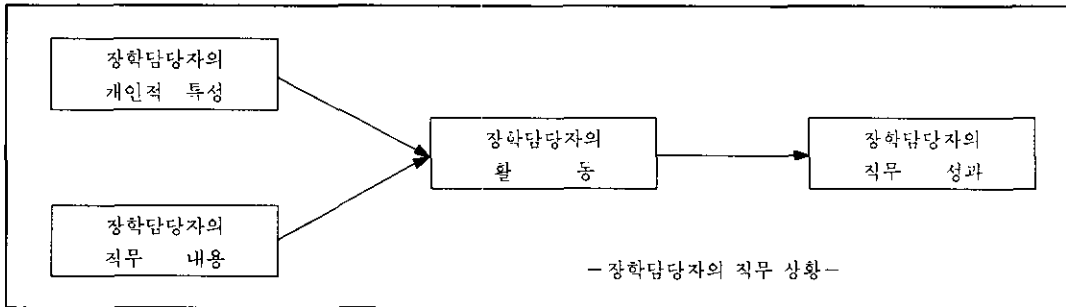 장학담당자의
개인적 특성
장학담당자의
활 동
장학담당자의
직무 성과
장학담당자의
직무 내용
－장학담당자의 직무 상황－